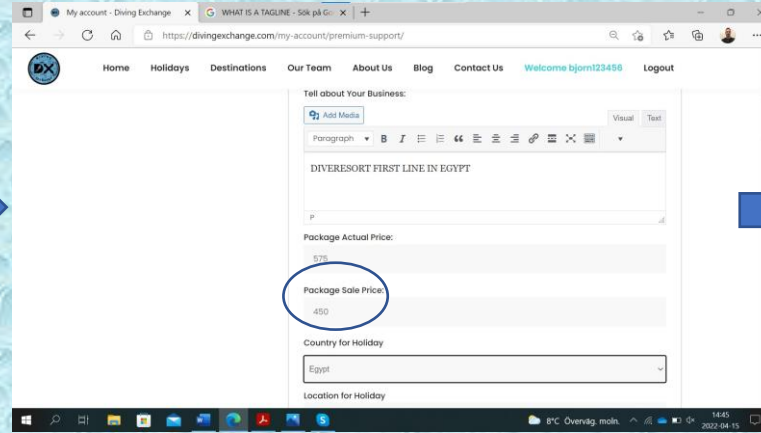 My account - Diving Exchange
WHAT IS A TAGLINE - Sök på Go
https://divingexchange.com/my-account/premium-support/
DX
Home Holidays Destinations Our Team About Us Blog Contact Us Welcome bjorn123456 Logout
Tell about Your Business:
Add Media
Visual Text
Paragraph B I
DIVERESORT FIRST LINE IN EGYPT
P
Package Actual Price:
575
Package Sale Price:
450
Country for Holiday
Egypt
Location for Holiday
8°C Överväg. moln. 14:45
2022-04-15